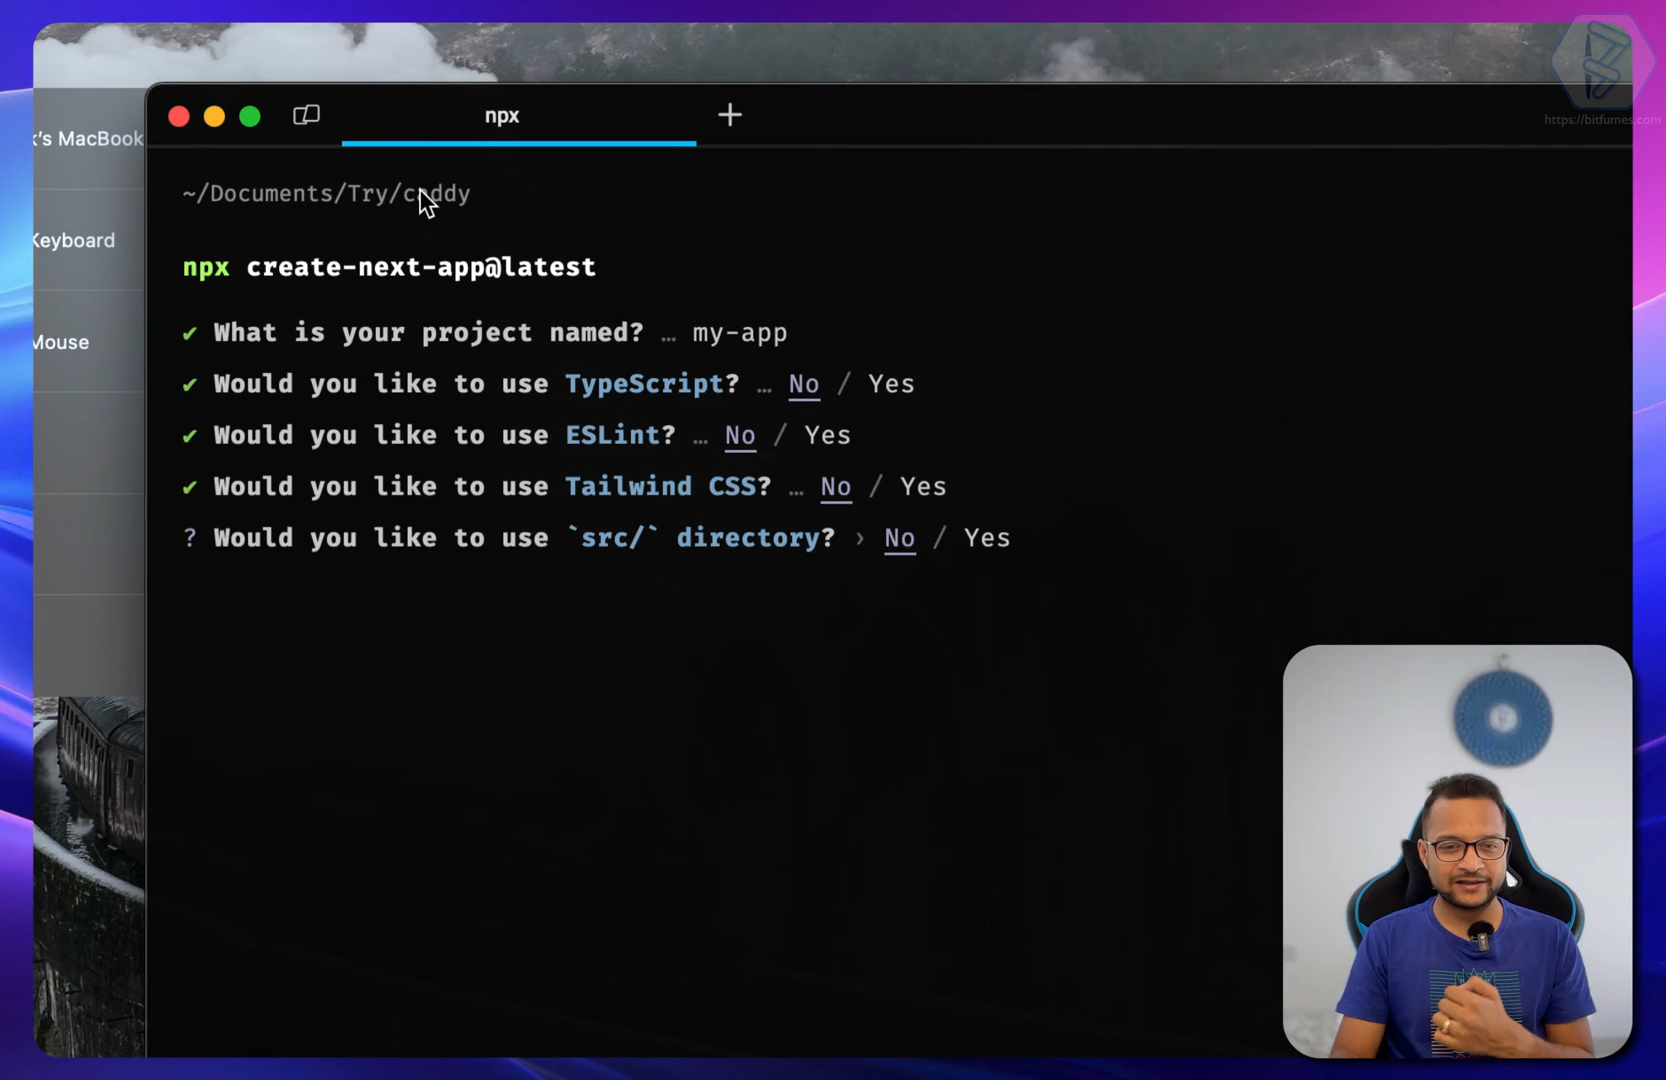 https://bitfumes.com
npx
k's MacBook
Keyboard
Mouse
~/Documents/Try/caddy
npx create-next-app@latest
✔ What is your project named? … my-app
✔ Would you like to use TypeScript? … No / Yes
✔ Would you like to use ESLint? … No / Yes
✔ Would you like to use Tailwind CSS? … No / Yes
? Would you like to use `src/` directory? › No / Yes